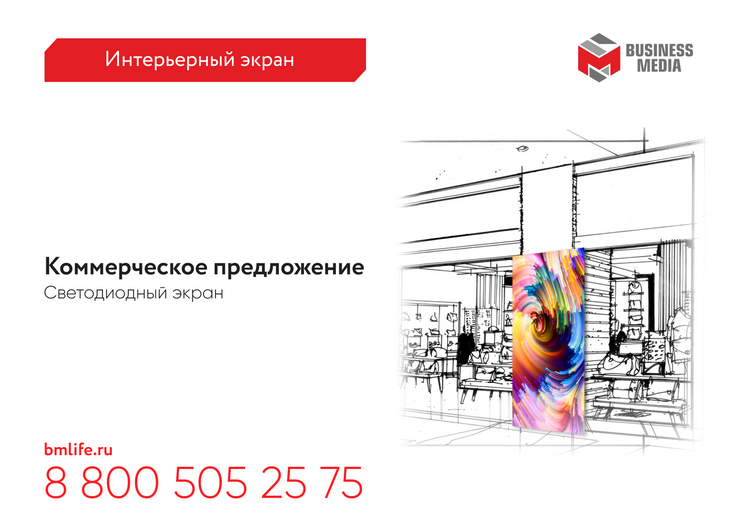 Интерьерный экран
BUSINESS
MEDIA
Коммерческое предложение
Светодиодный экран
bmlife.ru
8 800 505 25 75